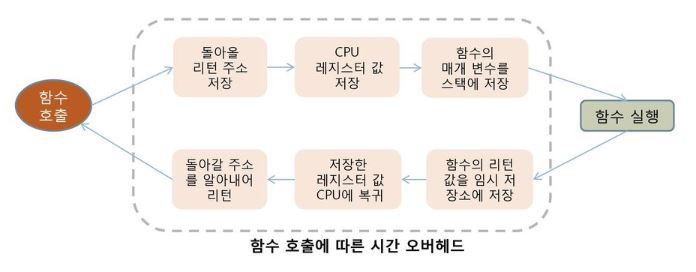 함수
호출
돌아올
리턴 주소
저장
CPU
레지스터 값
저장
함수의
매개 변수를
스택에 저장
함수 실행
함수의 리턴
값을 임시 저
장소에 저장
저장한
레지스터 값
CPU에 복귀
돌아갈 주소
를 알아내어
리턴
함수 호출에 따른 시간 오버헤드